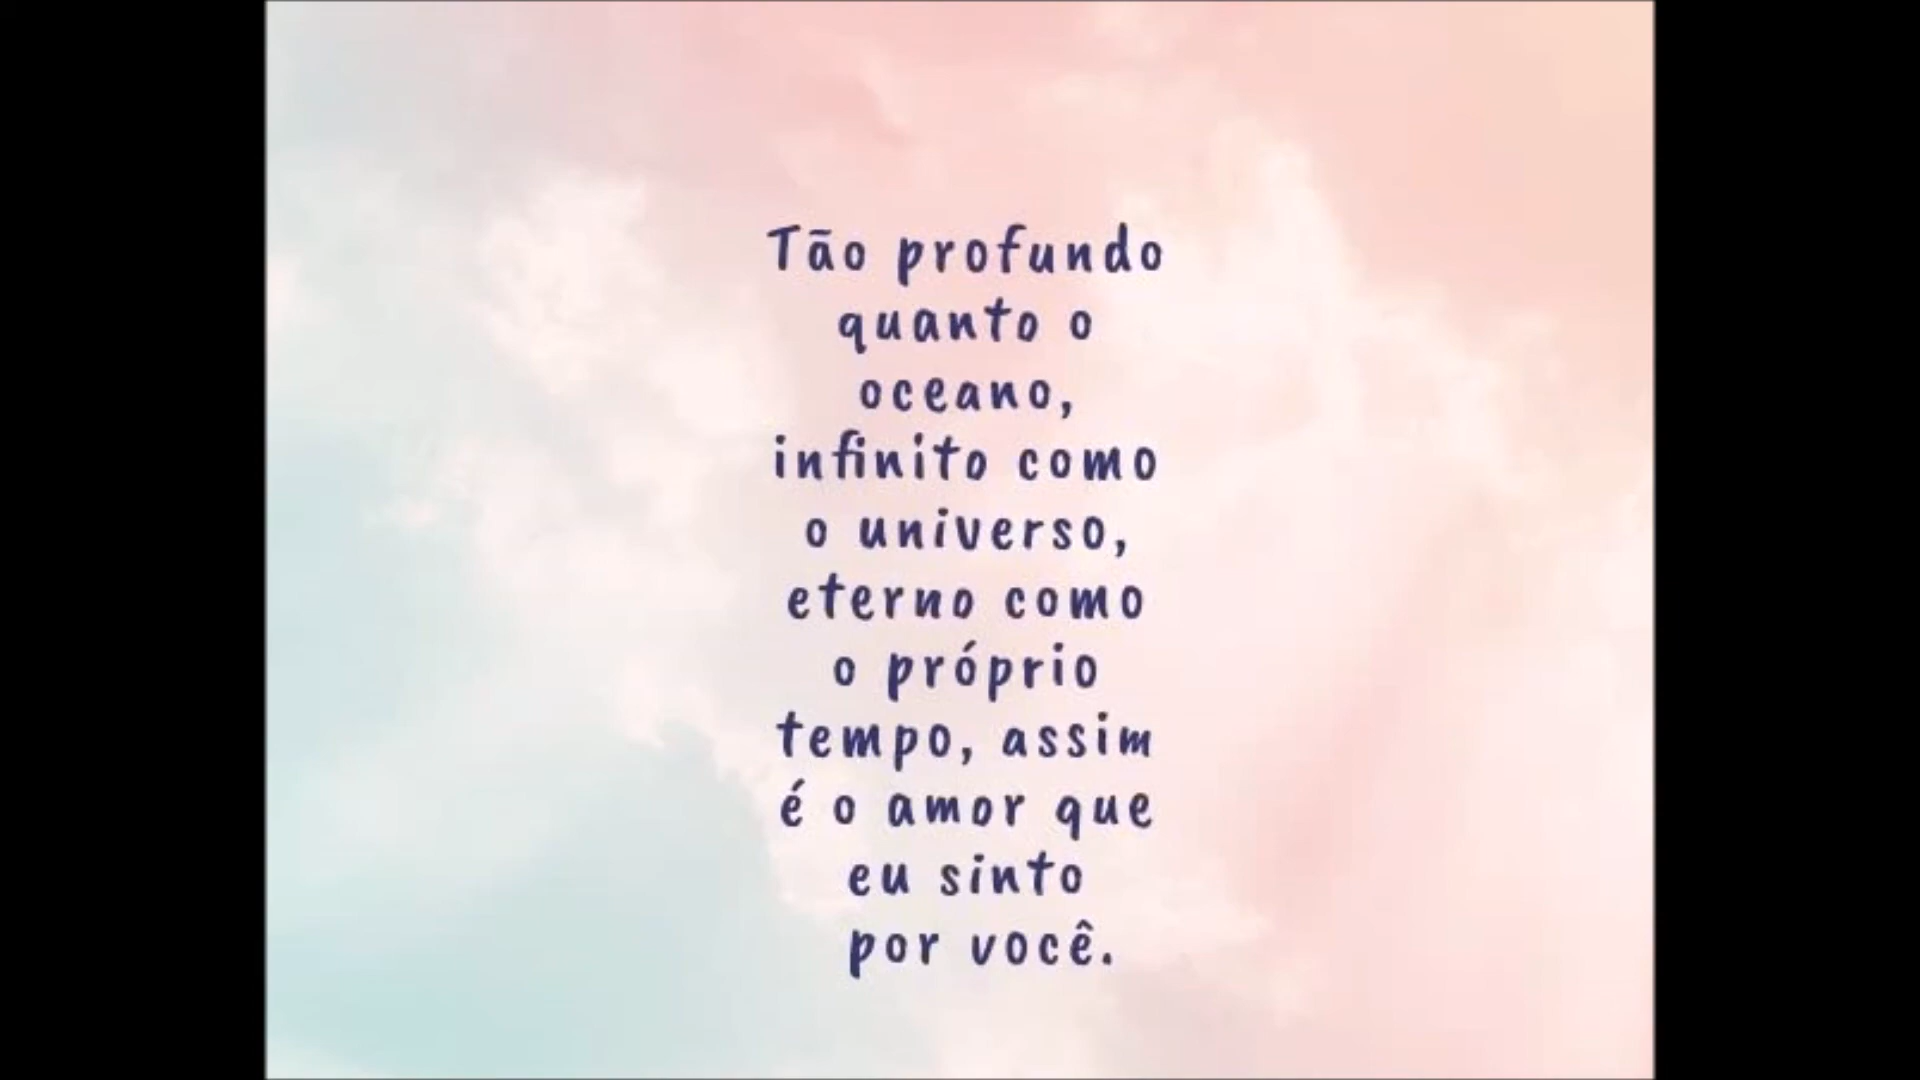 Tão profundo
quanto o
oceano,
infinito como
o universo,
eterno como
o próprio
tempo, assim
é o amor que
eu sinto
por você.